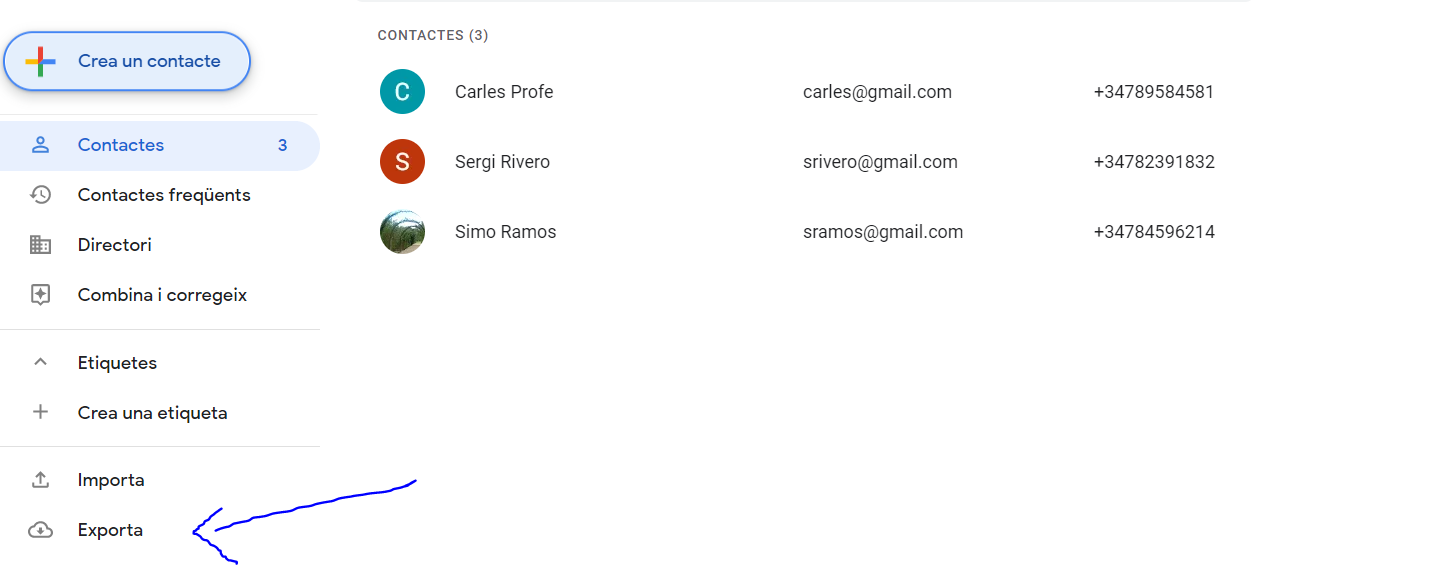 Crea un contacte
Contactes 3
Contactes freqüents
Directori
Combina i corregeix
Etiquetes
Crea una etiqueta
Importa
Exporta
CONTACTES (3)
C Carles Profe carles@gmail.com +34789584581
S Sergi Rivero srivero@gmail.com +34782391832
Simo Ramos sramos@gmail.com +34784596214